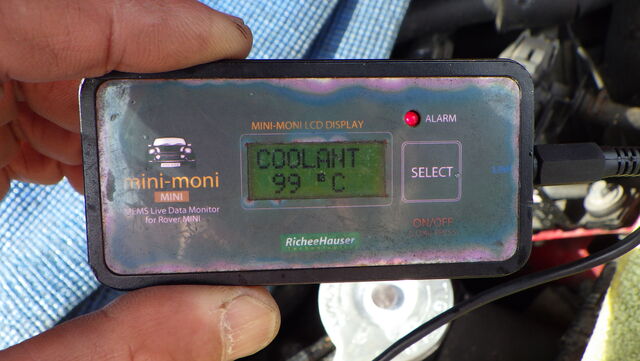 MINI-MONI LCD DISPLAY
ALARM
COOLANT
99 °C
SELECT
mini-moni
MINI
MEMS Live Data Monitor
for Rover MINI
ON/OFF
RicheeHauser